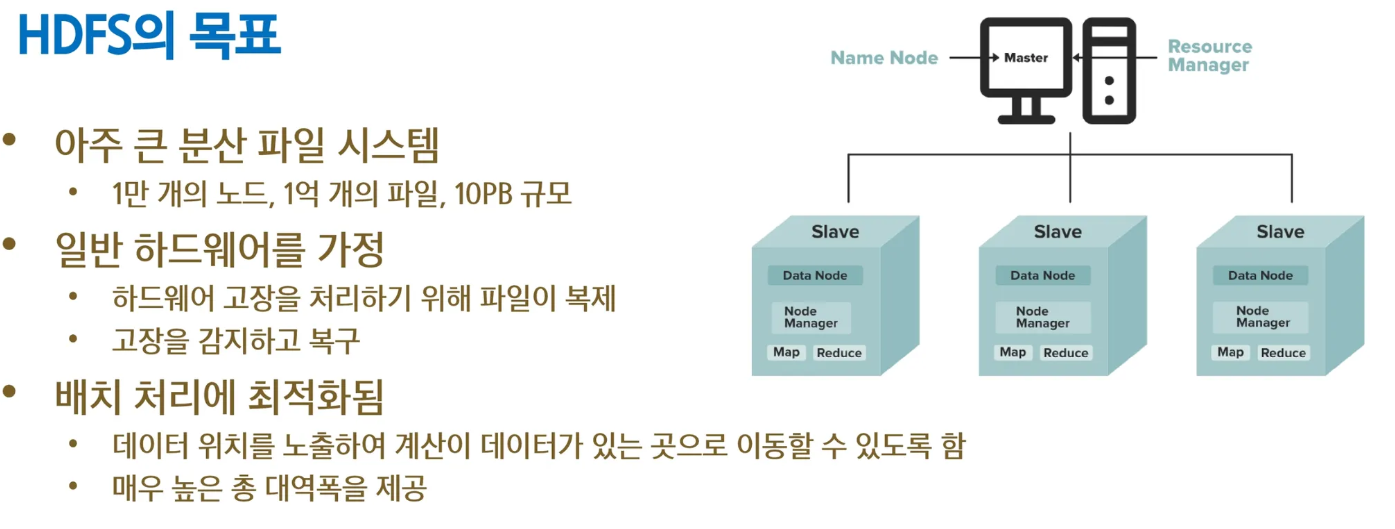 HDFS의 목표
• 아주 큰 분산 파일 시스템
• 1만 개의 노드, 1억 개의 파일, 10PB 규모
• 일반 하드웨어를 가정
• 하드웨어 고장을 처리하기 위해 파일이 복제
• 고장을 감지하고 복구
• 배치 처리에 최적화됨
• 데이터 위치를 노출하여 계산이 데이터가 있는 곳으로 이동할 수 있도록 함
• 매우 높은 총 대역폭을 제공
Name Node
Master
Resource
Manager
Slave
Data Node
Node
Manager
Map Reduce
Slave
Data Node
Node
Manager
Map Reduce
Slave
Data Node
Node
Manager
Map Reduce